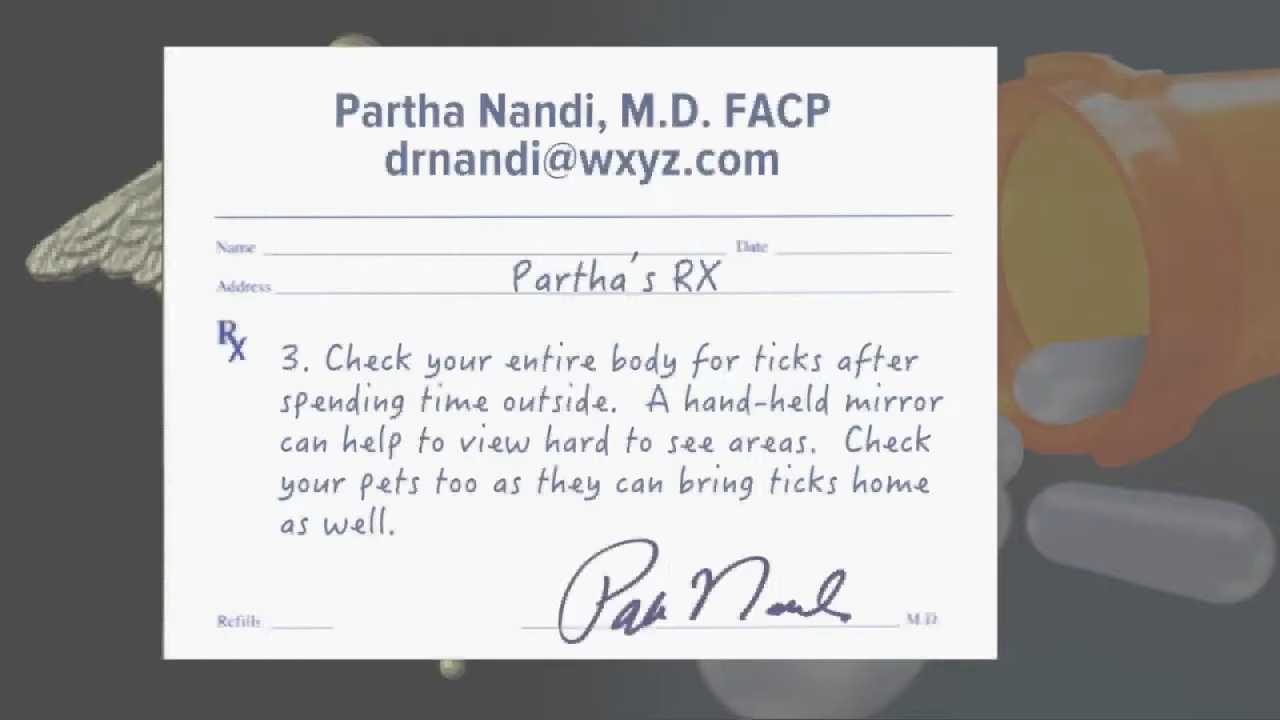 Partha Nandi, M.D. FACP
drnandi@wxyz.com
Name Date
Partha's RX
Address
Rx
3. Check your entire body for ticks after
spending time outside. A hand-held mirror
can help to view hard to see areas. Check
your pets too as they can bring ticks home
as well.
Refills M.D.